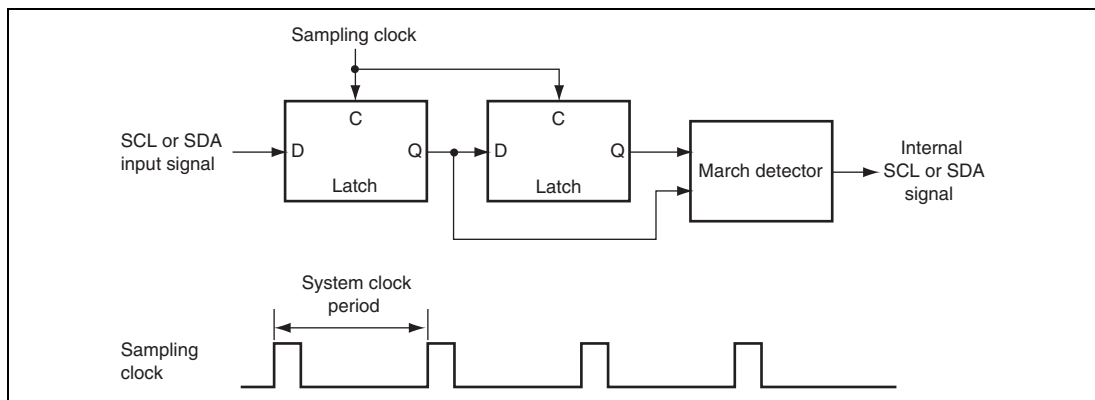 Sampling clock
C
C
SCL or SDA
input signal
D
Q
D
Q
Latch
Latch
March detector
Internal
SCL or SDA
signal
System clock
period
Sampling
clock